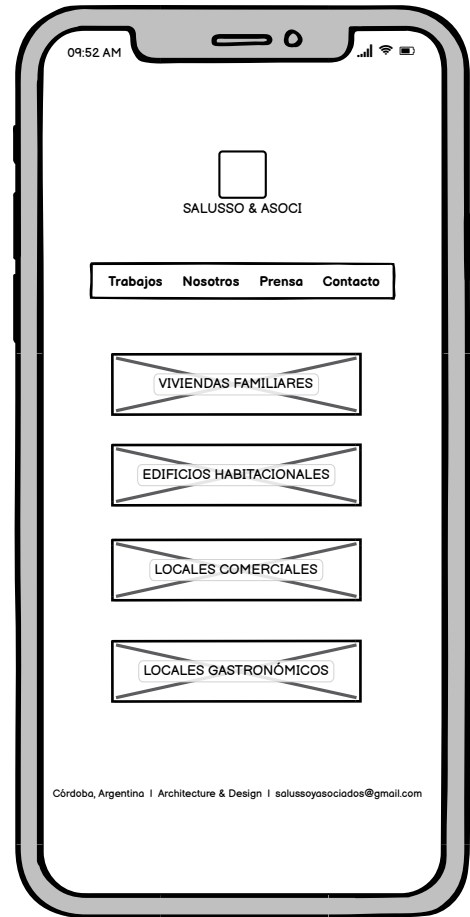 09:52 AM
SALUSSO & ASOCI
Trabajos Nosotros Prensa Contacto
VIVIENDAS FAMILIARES
EDIFICIOS HABITACIONALES
LOCALES COMERCIALES
LOCALES GASTRONÓMICOS
Córdoba, Argentina | Architecture & Design | salussoyasociados@gmail.com